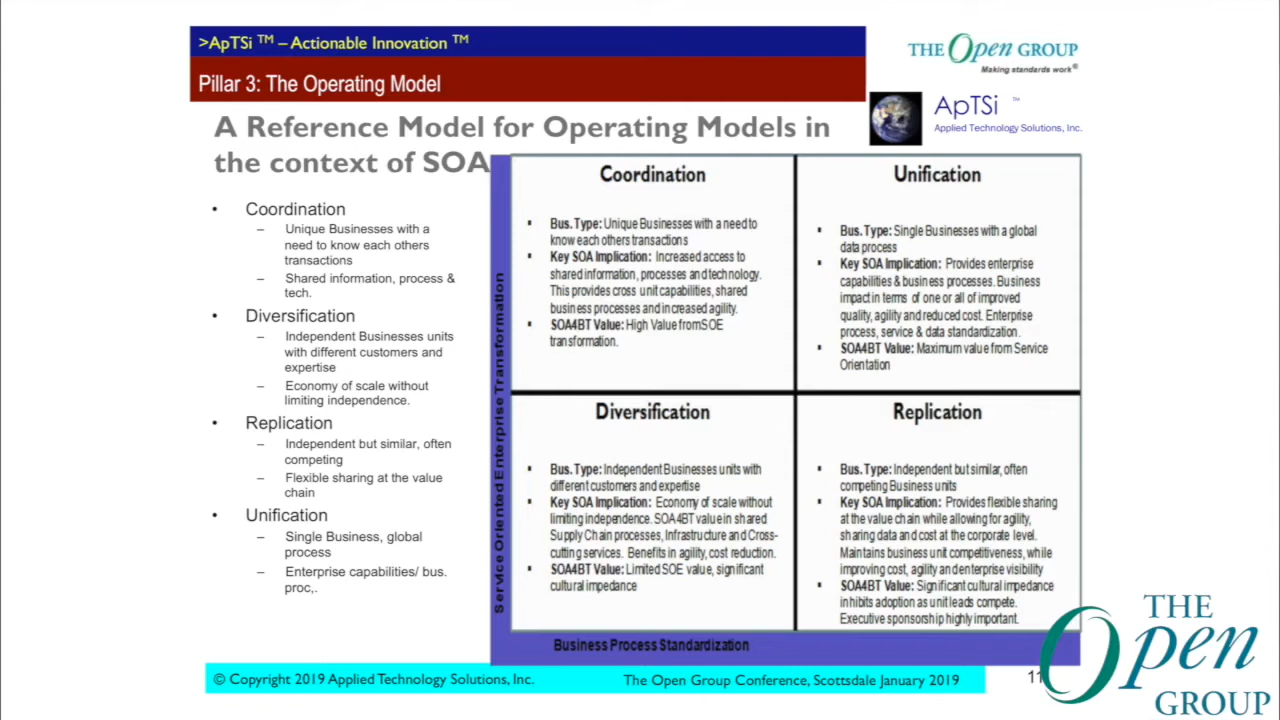 >ApTSi ™ – Actionable Innovation ™
Pillar 3: The Operating Model
THE Open GROUP
Making standards work®
ApTSi ™
Applied Technology Solutions, Inc.
A Reference Model for Operating Models in
the context of SOA
• Coordination
– Unique Businesses with a
need to know each others
transactions
– Shared information, process &
tech.
• Diversification
– Independent Businesses units
with different customers and
expertise
– Economy of scale without
limiting independence.
• Replication
– Independent but similar, often
competing
– Flexible sharing at the value
chain
• Unification
– Single Business, global
process
– Enterprise capabilities/ bus.
proc,.
Service Oriented Enterprise Transformation
Coordination
▪ Bus. Type: Unique Businesses with a need to
know each others transactions
▪ Key SOA Implication: Increased access to
shared information, processes and technology.
This provides cross unit capabilities, shared
business processes and increased agility.
▪ SOA4BT Value: High Value from SOE
transformation.
Unification
▪ Bus. Type: Single Businesses with a global
data process
▪ Key SOA Implication: Provides enterprise
capabilities & business processes. Business
impact in terms of one or all of improved
quality, agility and reduced cost. Enterprise
process, service & data standardization.
▪ SOA4BT Value: Maximum value from Service
Orientation
Diversification
▪ Bus. Type: Independent Businesses units with
different customers and expertise
▪ Key SOA Implication: Economy of scale without
limiting independence. SOA4BT value in shared
Supply Chain processes, Infrastructure and Cross-
cutting services. Benefits in agility, cost reduction.
▪ SOA4BT Value: Limited SOE value, significant
cultural impedance
Replication
▪ Bus. Type: Independent but similar, often
competing Business units
▪ Key SOA Implication: Provides flexible sharing
at the value chain while allowing for agility,
sharing data and cost at the corporate level.
Maintains business unit competitiveness, while
improving cost, agility and enterprise visibility
▪ SOA4BT Value: Significant cultural impedance
inhibits adoption as unit leads compete.
Executive sponsorship highly important.
Business Process Standardization
© Copyright 2019 Applied Technology Solutions, Inc.
The Open Group Conference, Scottsdale January 2019
11
THE
Open
GROUP